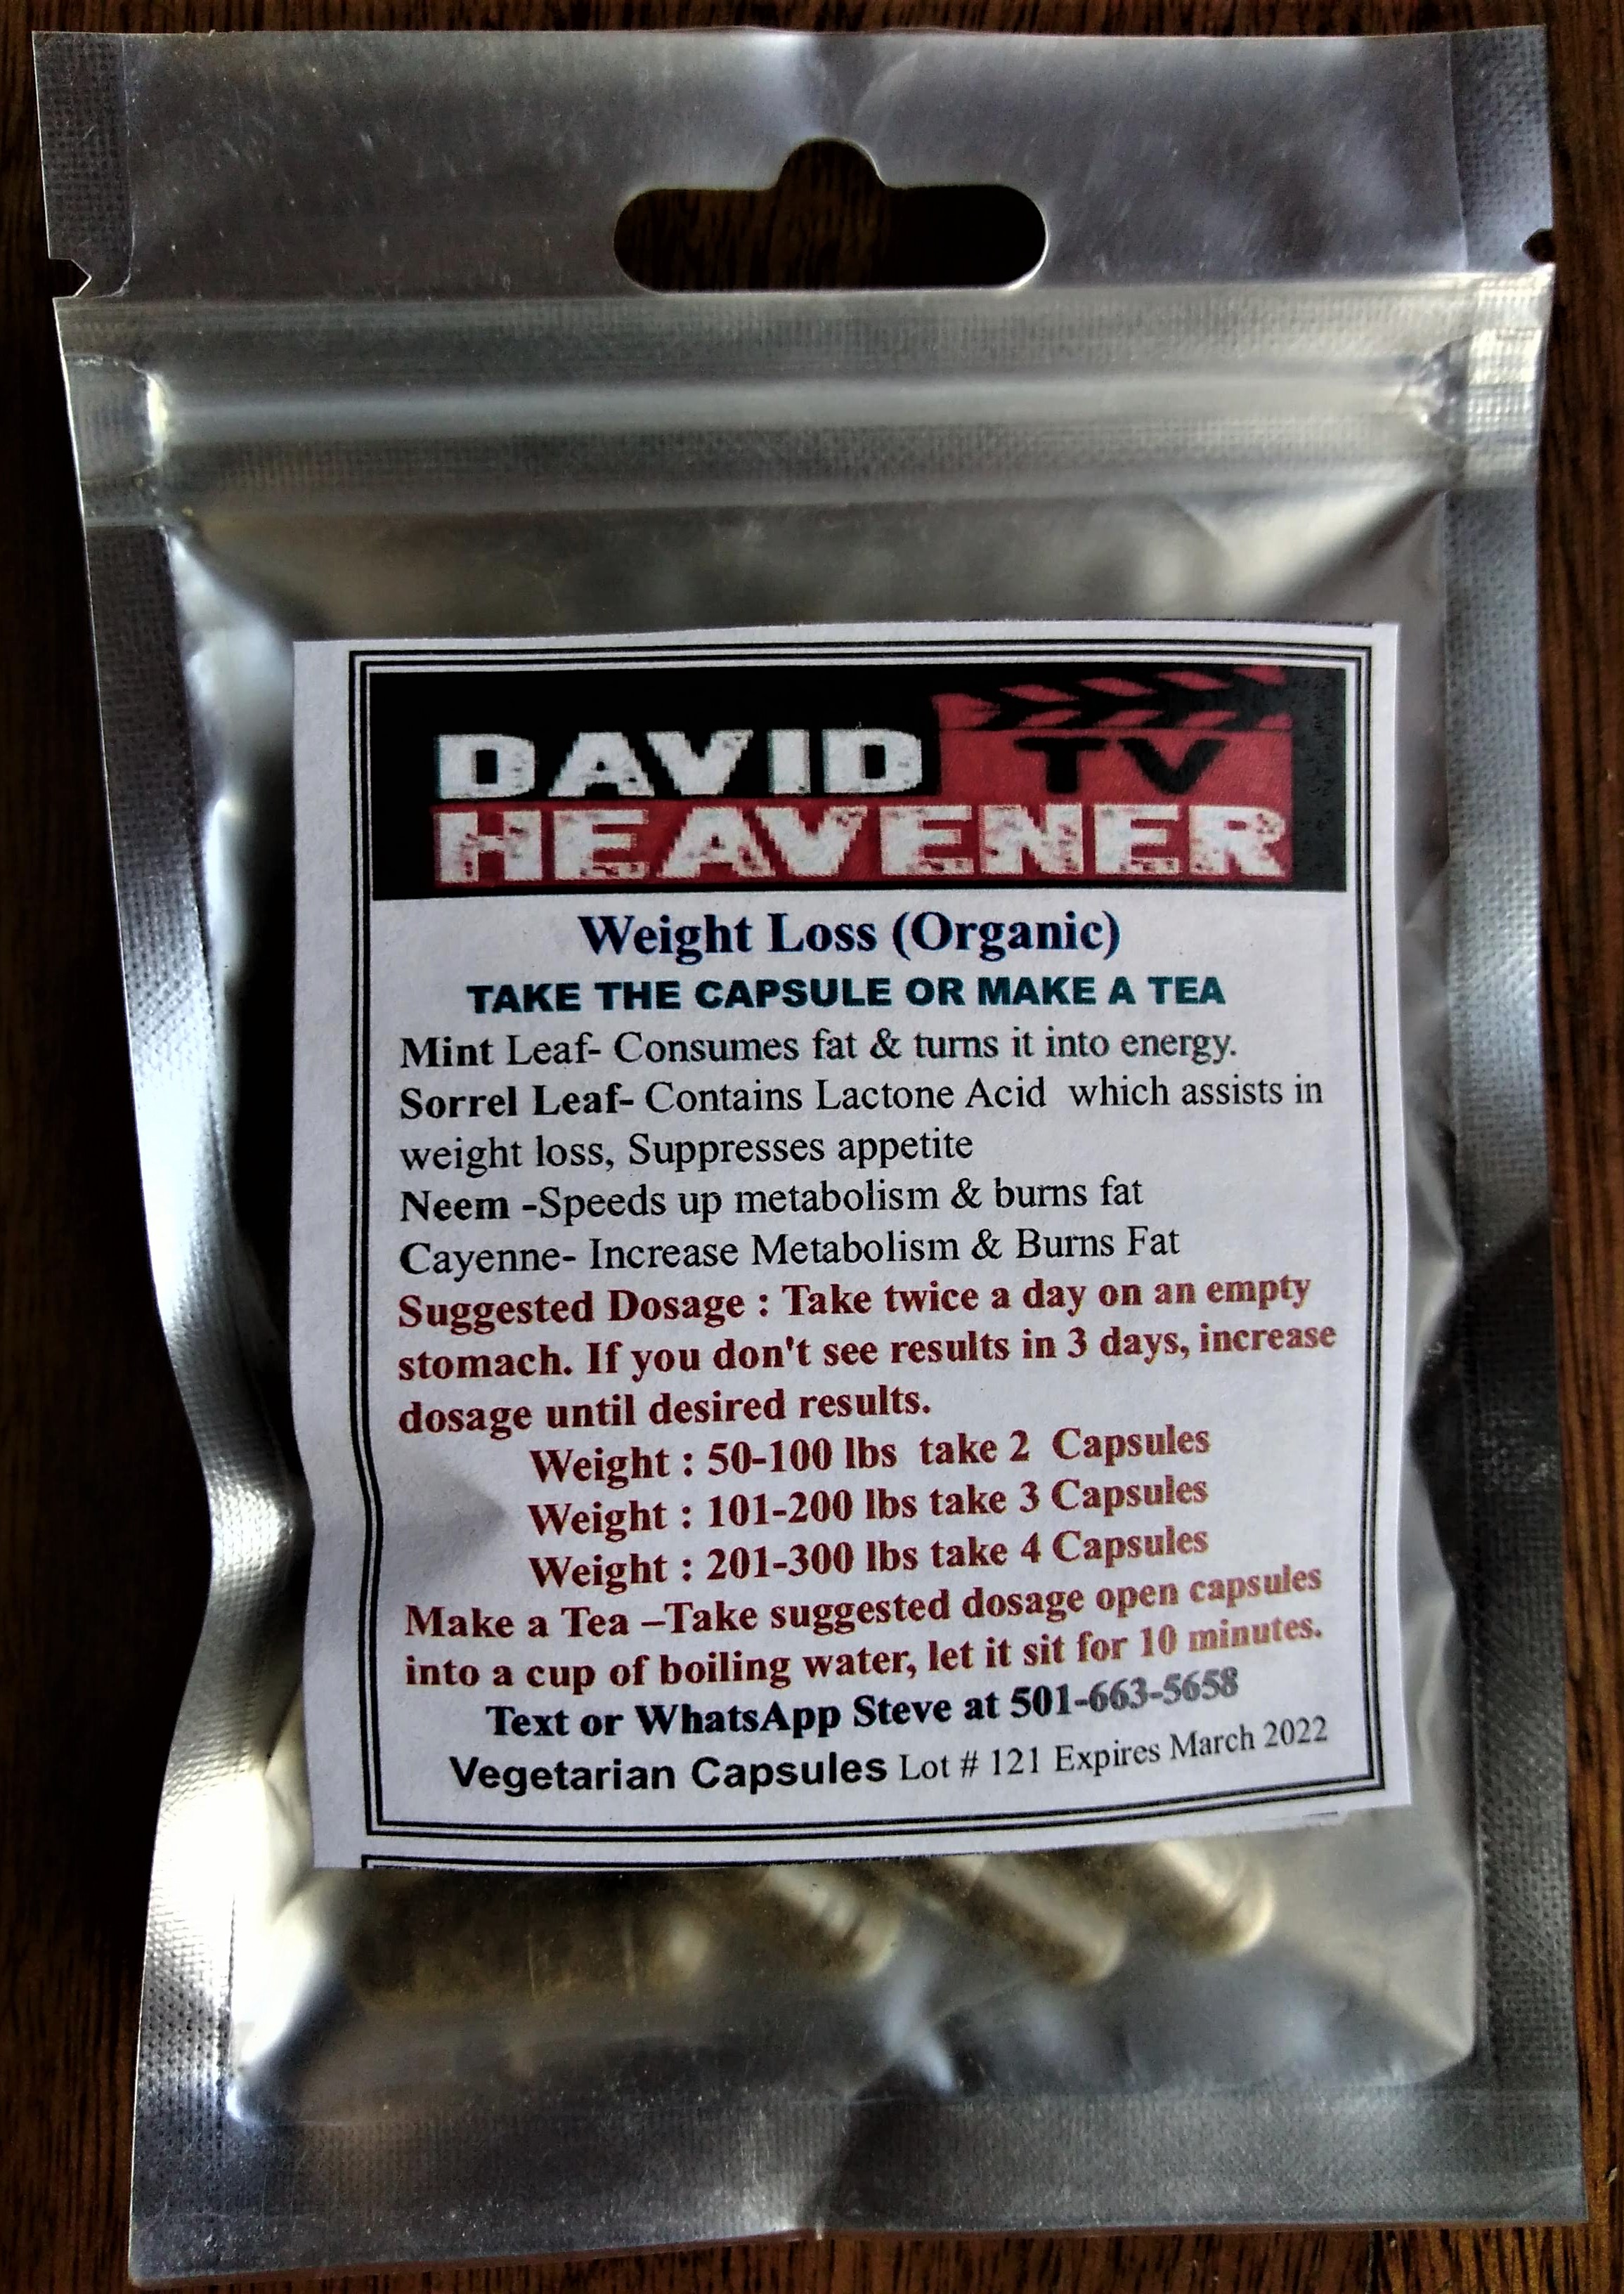 DAVID TV
HEAVENER
Weight Loss (Organic)
TAKE THE CAPSULE OR MAKE A TEA
Mint Leaf- Consumes fat & turns it into energy.
Sorrel Leaf- Contains Lactone Acid which assists in
weight loss, Suppresses appetite
Neem -Speeds up metabolism & burns fat
Cayenne- Increase Metabolism & Burns Fat
Suggested Dosage : Take twice a day on an empty
stomach. If you don't see results in 3 days, increase
dosage until desired results.
Weight : 50-100 lbs take 2 Capsules
Weight : 101-200 lbs take 3 Capsules
Weight : 201-300 lbs take 4 Capsules
Make a Tea –Take suggested dosage open capsules
into a cup of boiling water, let it sit for 10 minutes.
Text or WhatsApp Steve at 501-663-5658
Vegetarian Capsules Lot # 121 Expires March 2022